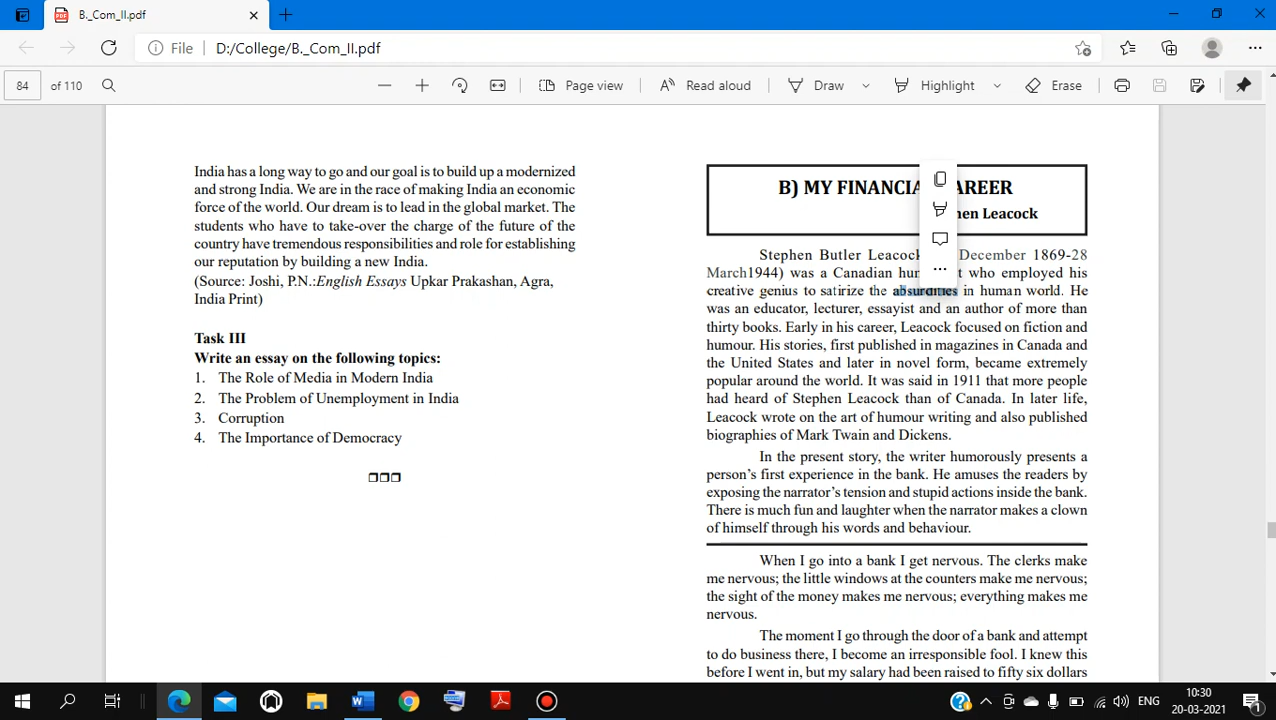 B._Com_II.pdf
File D:/College/B._Com_II.pdf
84 of 110
Page view
Read aloud
Draw
Highlight
Erase
India has a long way to go and our goal is to build up a modernized
and strong India. We are in the race of making India an economic
force of the world. Our dream is to lead in the global market. The
students who have to take-over the charge of the future of the
country have tremendous responsibilities and role for establishing
our reputation by building a new India.
(Source: Joshi, P.N.:English Essays Upkar Prakashan, Agra,
India Print)
Task III
Write an essay on the following topics:
1. The Role of Media in Modern India
2. The Problem of Unemployment in India
3. Corruption
4. The Importance of Democracy
B) MY FINANCIA AREER
hen Leacock
Stephen Butler Leacock December 1869-28
March1944) was a Canadian hum t who employed his
creative genius to satirize the absurdities in human world. He
was an educator, lecturer, essayist and an author of more than
thirty books. Early in his career, Leacock focused on fiction and
humour. His stories, first published in magazines in Canada and
the United States and later in novel form, became extremely
popular around the world. It was said in 1911 that more people
had heard of Stephen Leacock than of Canada. In later life,
Leacock wrote on the art of humour writing and also published
biographies of Mark Twain and Dickens.
In the present story, the writer humorously presents a
person's first experience in the bank. He amuses the readers by
exposing the narrator's tension and stupid actions inside the bank.
There is much fun and laughter when the narrator makes a clown
of himself through his words and behaviour.
When I go into a bank I get nervous. The clerks make
me nervous; the little windows at the counters make me nervous;
the sight of the money makes me nervous; everything makes me
nervous.
The moment I go through the door of a bank and attempt
to do business there, I become an irresponsible fool. I knew this
before I went in, but my salary had been raised to fifty six dollars
ENG
10:30
20-03-2021